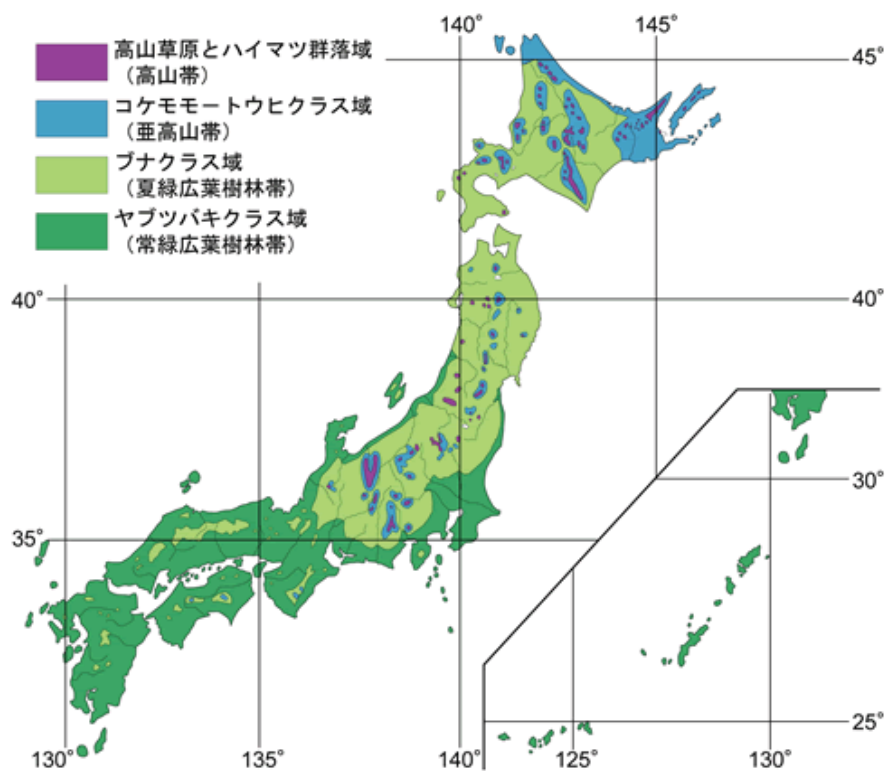 高山草原とハイマツ群落域
（高山帯）
コケモモートウヒクラス域
（亜高山帯）
ブナクラス域
（夏緑広葉樹林帯）
ヤブツバキクラス域
（常緑広葉樹林帯）
140°
145°
45°
40°
40°
30°
35°
35°
25°
130°
135°
140°
125°
130°